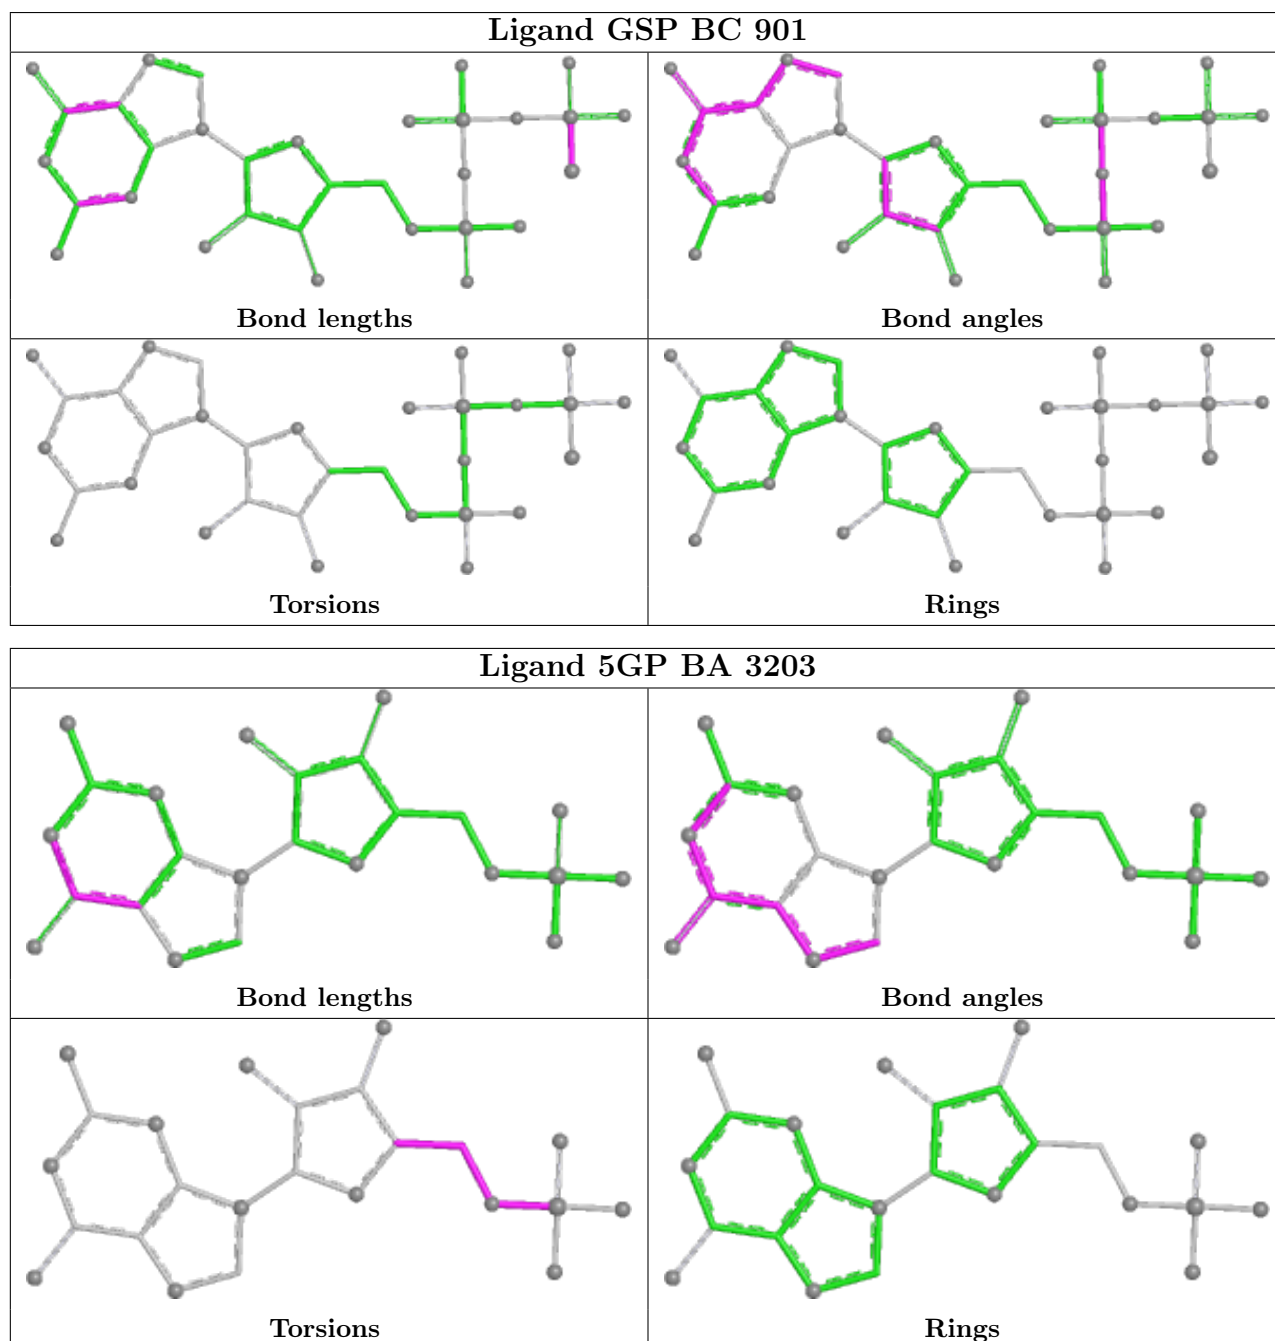 Ligand GSP BC 901
Bond lengths
Bond angles
Torsions
Rings
Ligand 5GP BA 3203
Bond lengths
Bond angles
Torsions
Rings